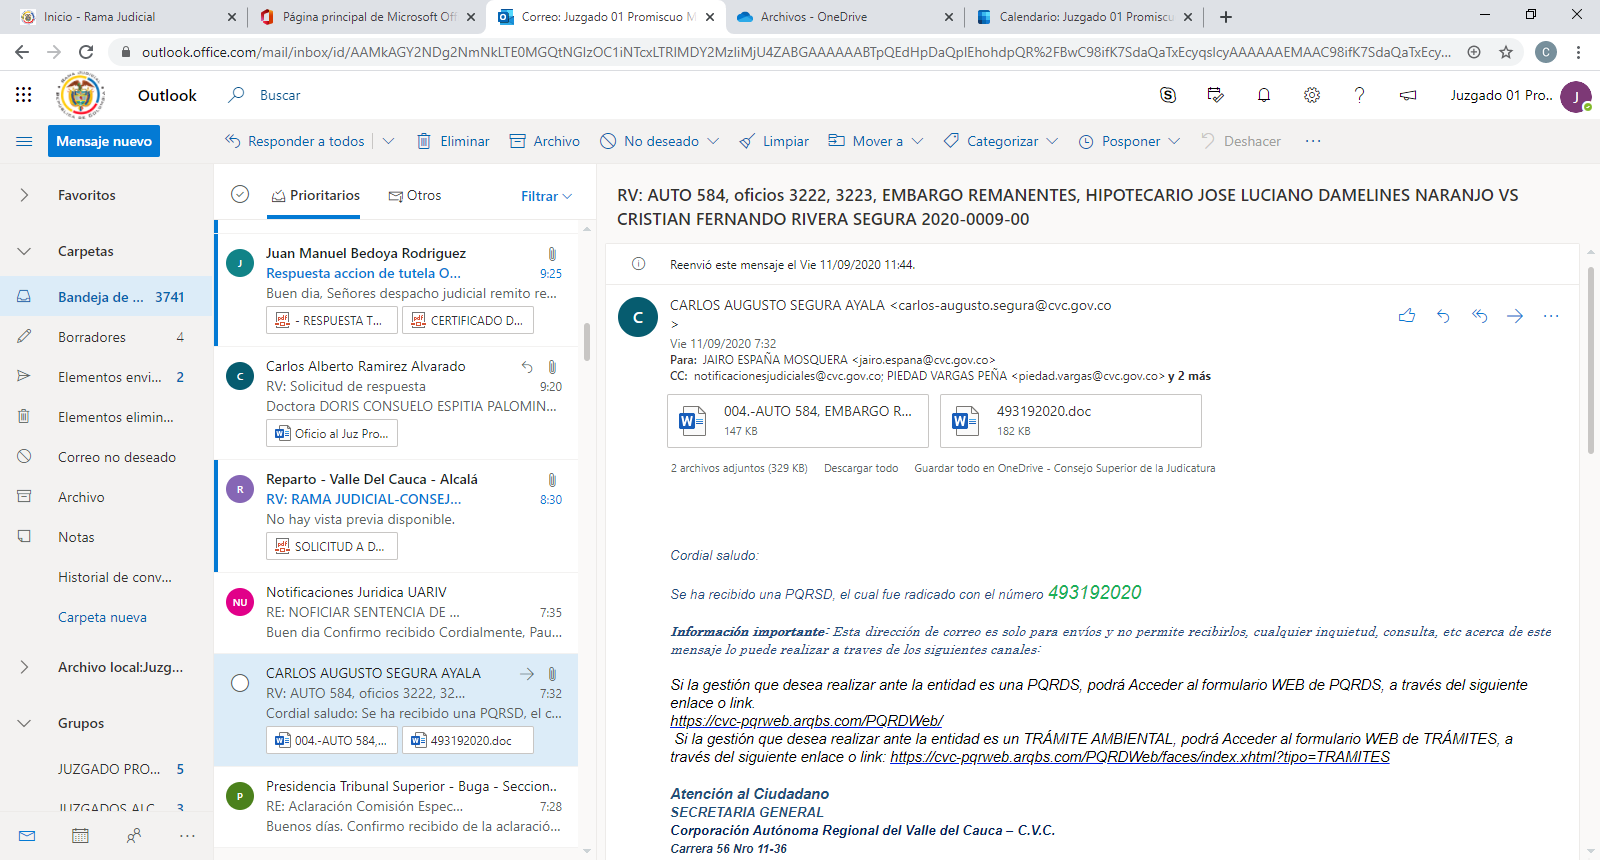 Inicio - Rama Judicial
Página principal de Microsoft Off
Correo: Juzgado 01 Promiscuo M
Archivos - OneDrive
Calendario: Juzgado 01 Promiscu
outlook.office.com/mail/inbox/id/AAMkAGY2NDg2NmNkLTE0MGQtNGIzOC1iNTcxLTRlMDY2MzliMjU4ZABGAAAAAABTpQEdHpDaQpIEhohdpQR%2FBwC98ifK7SdaQaTxEcyqslcyAAAAAAEMAAC98ifK7SdaQaTxEcy...
C
Outlook
Buscar
Juzgado 01 Pro..
J
Mensaje nuevo
Responder a todos
Eliminar
Archivo
No deseado
Limpiar
Mover a
Categorizar
Posponer
Deshacer
Favoritos
Carpetas
Bandeja de ... 3741
Borradores 4
Elementos envi... 2
Elementos elimin...
Correo no deseado
Archivo
Notas
Historial de conv...
Carpeta nueva
Archivo local:Juzg...
Grupos
JUZGADO PRO... 5
JUZGADOS ALC... 3
Prioritarios
Otros
Filtrar
J
Juan Manuel Bedoya Rodriguez
Respuesta accion de tutela O... 9:25
Buen dia, Señores despacho judicial remito re...
- RESPUESTA T...
CERTIFICADO D...
C
Carlos Alberto Ramirez Alvarado
RV: Solicitud de respuesta 9:20
Doctora DORIS CONSUELO ESPITIA PALOMIN...
Oficio al Juz Pro...
R
Reparto - Valle Del Cauca - Alcalá
RV: RAMA JUDICIAL-CONSEJ... 8:30
No hay vista previa disponible.
SOLICITUD A D...
NU
Notificaciones Juridica UARIV
RE: NOFICIAR SENTENCIA DE ... 7:35
Buen dia Confirmo recibido Cordialmente, Pau...
CARLOS AUGUSTO SEGURA AYALA
RV: AUTO 584, oficios 3222, 32... 7:32
Cordial saludo: Se ha recibido una PQRSD, el c...
004.-AUTO 584,...
493192020.doc
P
Presidencia Tribunal Superior - Buga - Seccion..
RE: Aclaración Comisión Espec... 7:28
Buenos días. Confirmo recibido de la aclaració...
RV: AUTO 584, oficios 3222, 3223, EMBARGO REMANENTES, HIPOTECARIO JOSE LUCIANO DAMELINES NARANJO VS
CRISTIAN FERNANDO RIVERA SEGURA 2020-0009-00
Reenvió este mensaje el Vie 11/09/2020 11:44.
C
CARLOS AUGUSTO SEGURA AYALA <carlos-augusto.segura@cvc.gov.co
>
Vie 11/09/2020 7:32
Para: JAIRO ESPAÑA MOSQUERA <jairo.espana@cvc.gov.co>
CC: notificacionesjudiciales@cvc.gov.co; PIEDAD VARGAS PEÑA <piedad.vargas@cvc.gov.co> y 2 más
004.-AUTO 584, EMBARGO R...
147 KB
493192020.doc
182 KB
2 archivos adjuntos (329 KB) Descargar todo Guardar todo en OneDrive - Consejo Superior de la Judicatura
Cordial saludo:
Se ha recibido una PQRSD, el cual fue radicado con el número 493192020
Información importante: Esta dirección de correo es solo para envíos y no permite recibirlos, cualquier inquietud, consulta, etc acerca de este
mensaje lo puede realizar a traves de los siguientes canales:
Si la gestión que desea realizar ante la entidad es una PQRDS, podrá Acceder al formulario WEB de PQRDS, a través del siguiente
enlace o link.
https://cvc-pqrweb.arqbs.com/PQRDWeb/
Si la gestión que desea realizar ante la entidad es un TRÁMITE AMBIENTAL, podrá Acceder al formulario WEB de TRÁMITES, a
través del siguiente enlace o link: https://cvc-pqrweb.arqbs.com/PQRDWeb/faces/index.xhtml?tipo=TRAMITES
Atención al Ciudadano
SECRETARIA GENERAL
Corporación Autónoma Regional del Valle del Cauca – C.V.C.
Carrera 56 Nro 11-36